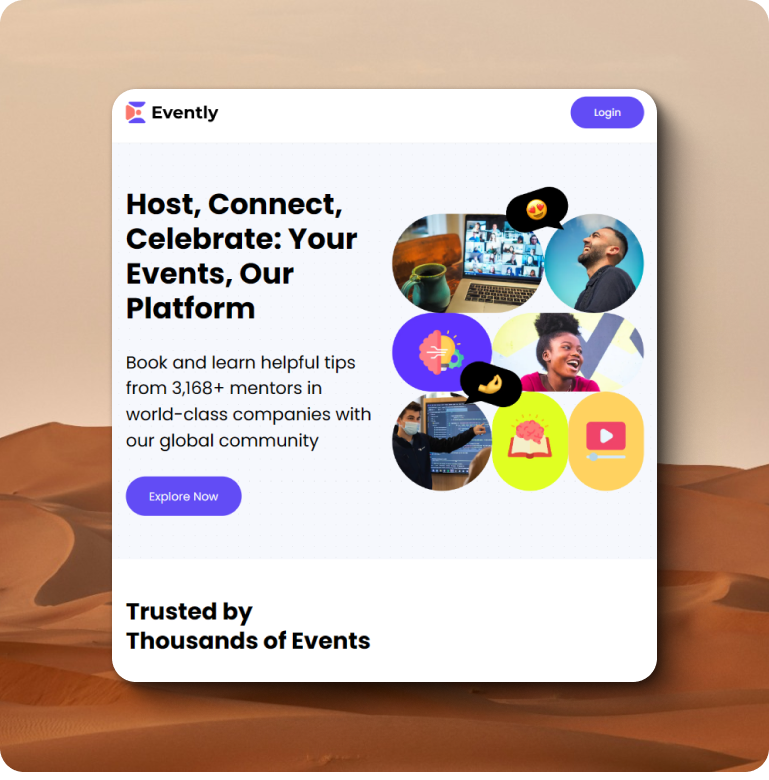 Evently
Login
Host, Connect,
Celebrate: Your
Events, Our
Platform
Book and learn helpful tips
from 3,168+ mentors in
world-class companies with
our global community
Explore Now
Trusted by
Thousands of Events